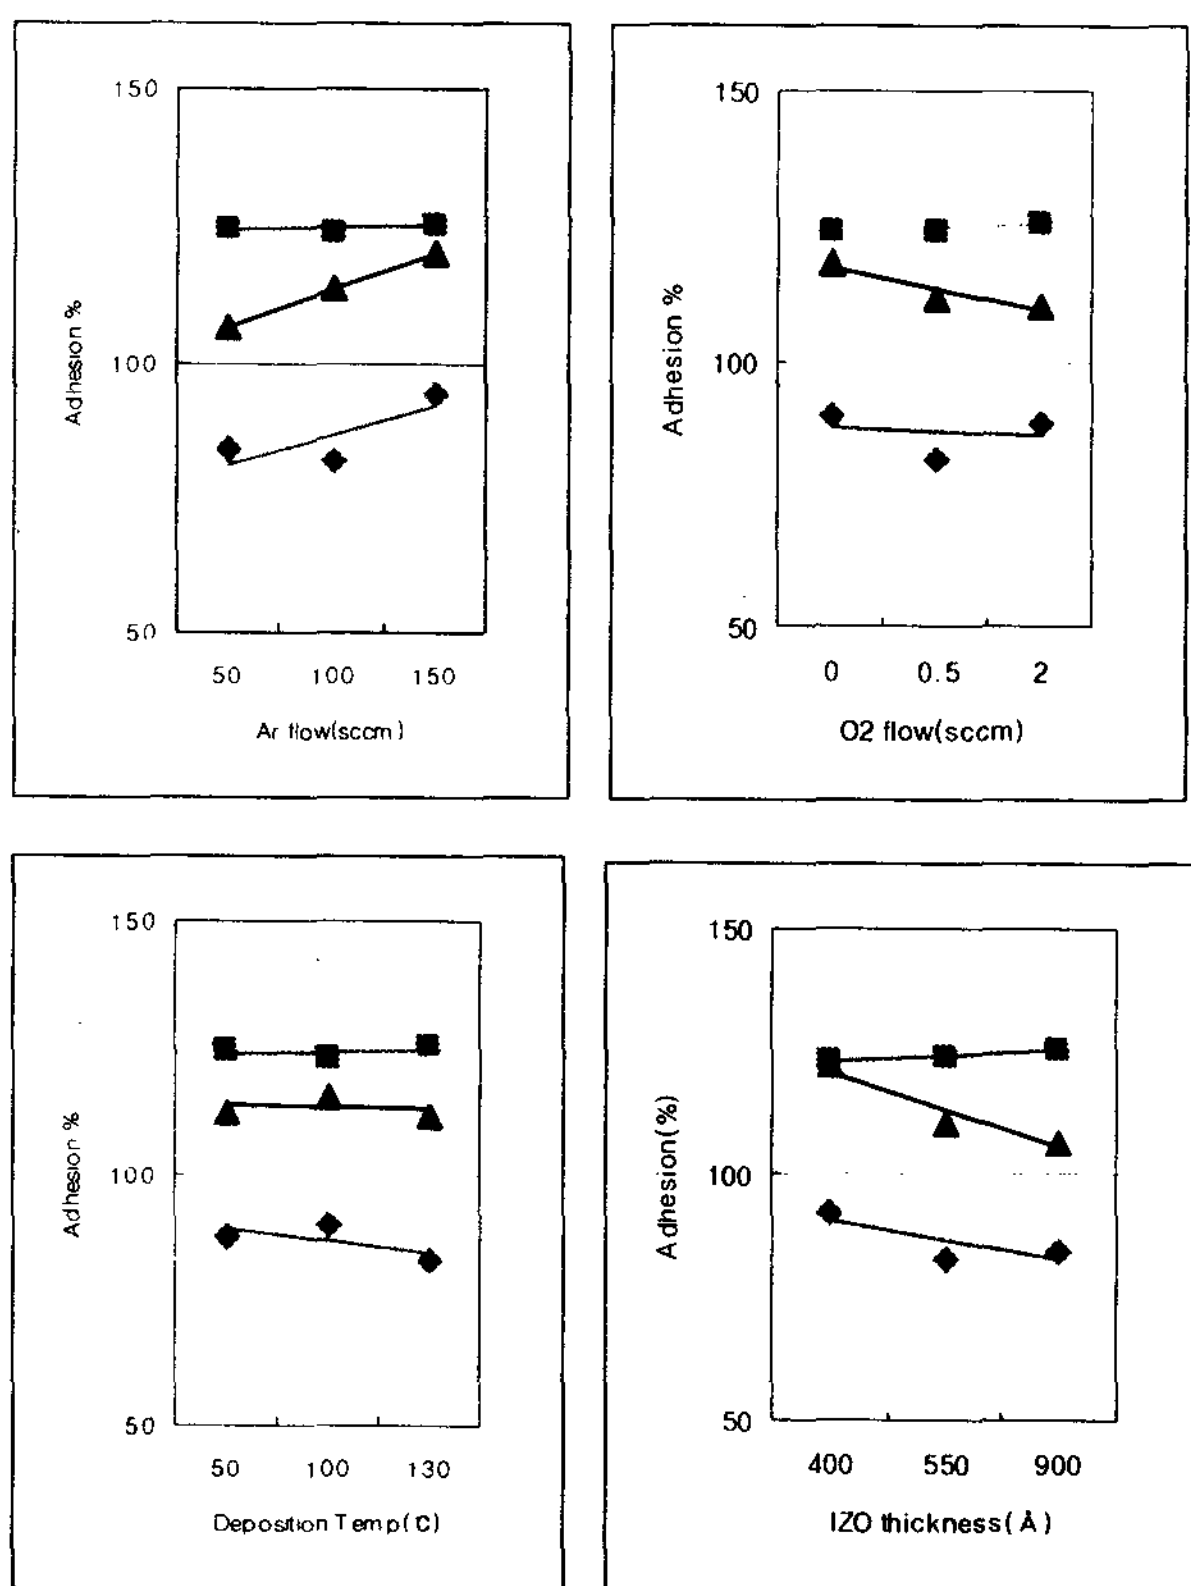 150
Adhesion %
100
50
50 100 150
Ar flow(sccm)
150
Adhesion %
100
50
0 0.5 2
O2 flow(sccm)
150
Adhesion %
100
50
50 100 130
Deposition Temp(℃)
150
Adhesion(%)
100
50
400 550 900
IZO thickness(Å)